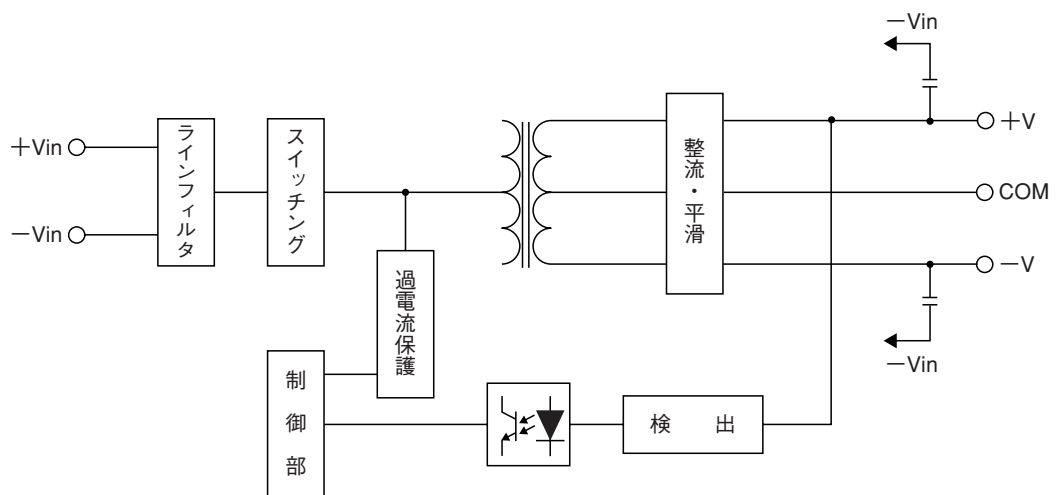 －Vin
＋Vin
－Vin
ラインフィルタ
スイッチング
過電流保護
整流・平滑
＋V
COM
－V
－Vin
制御部
検出